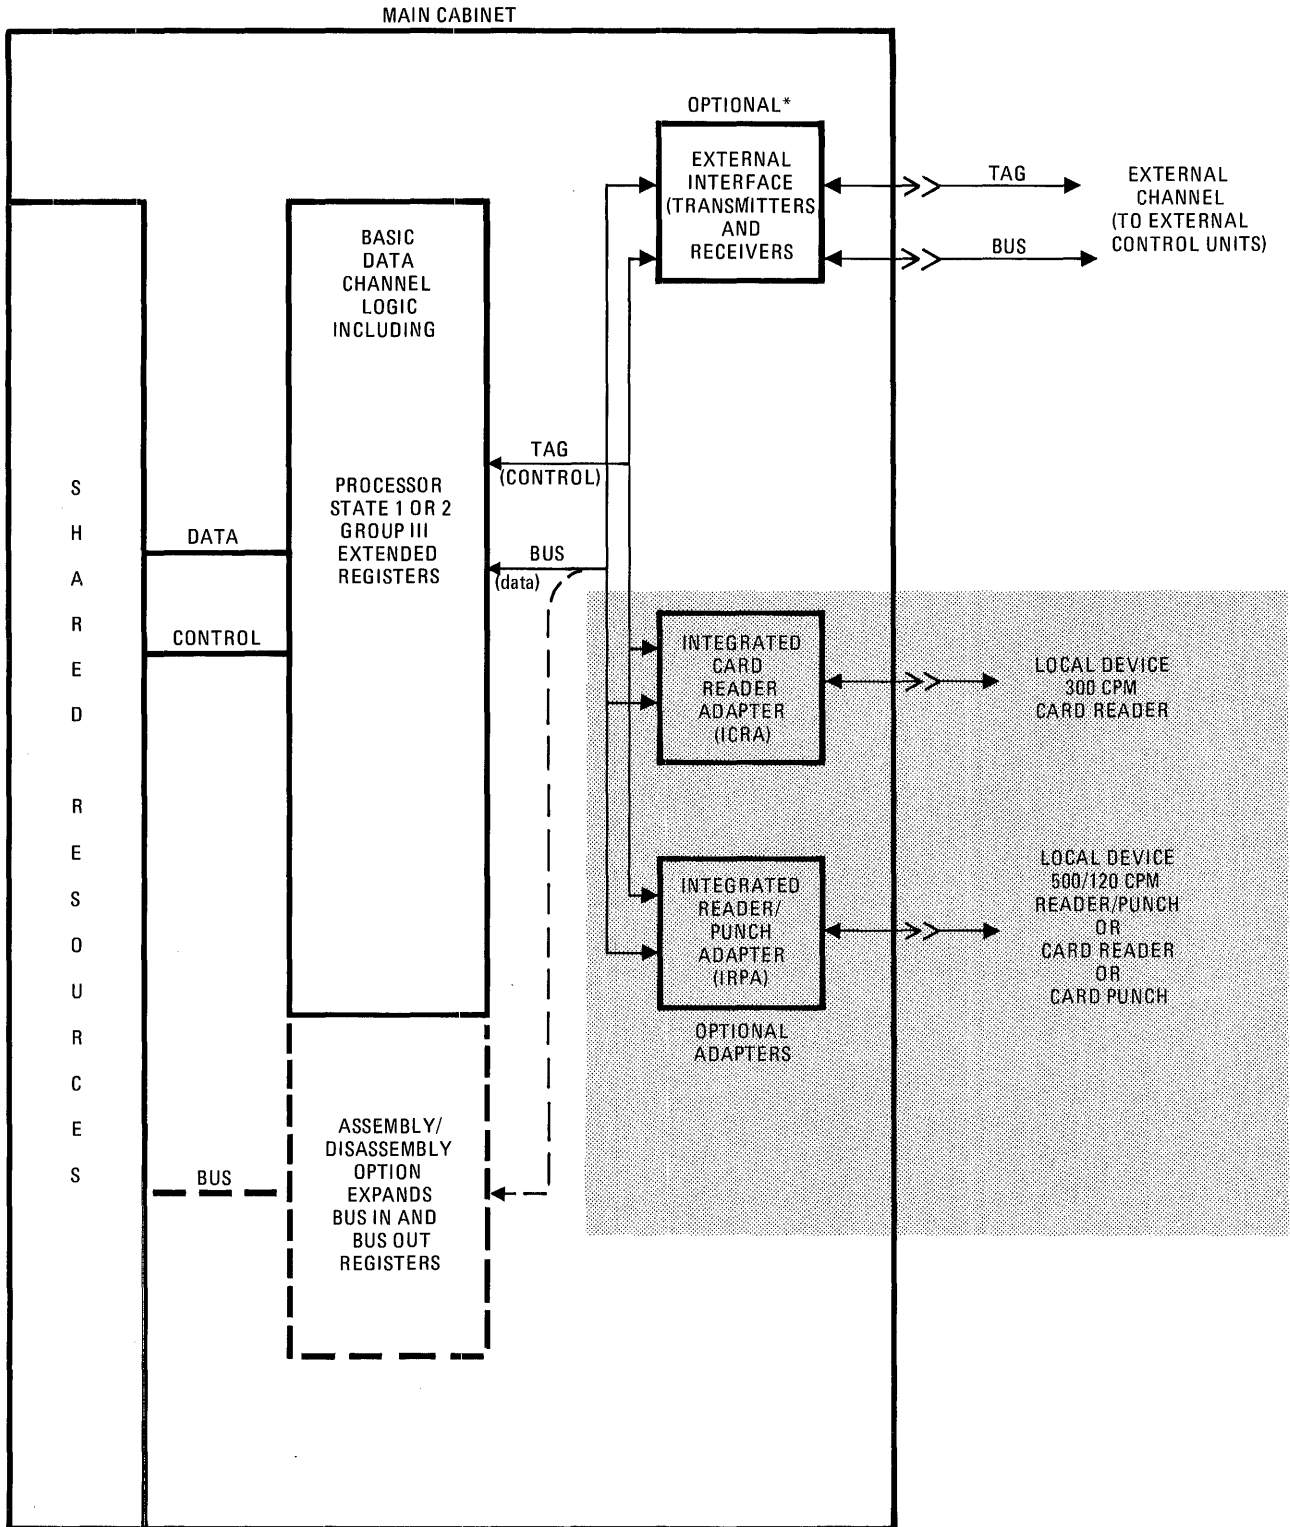 MAIN CABINET
OPTIONAL*
EXTERNAL
INTERFACE
(TRANSMITTERS
AND
RECEIVERS
TAG
BUS
EXTERNAL
CHANNEL
(TO EXTERNAL
CONTROL UNITS)
BASIC
DATA
CHANNEL
LOGIC
INCLUDING
PROCESSOR
STATE 1 OR 2
GROUP III
EXTENDED
REGISTERS
TAG
(CONTROL)
BUS
(data)
SHARED RESOURCES
DATA
CONTROL
INTEGRATED
CARD
READER
ADAPTER
(ICRA)
LOCAL DEVICE
300 CPM
CARD READER
INTEGRATED
READER/
PUNCH
ADAPTER
(IRPA)
LOCAL DEVICE
500/120 CPM
READER/PUNCH
OR
CARD READER
OR
CARD PUNCH
OPTIONAL
ADAPTERS
BUS
ASSEMBLY/
DISASSEMBLY
OPTION
EXPANDS
BUS IN AND
BUS OUT
REGISTERS